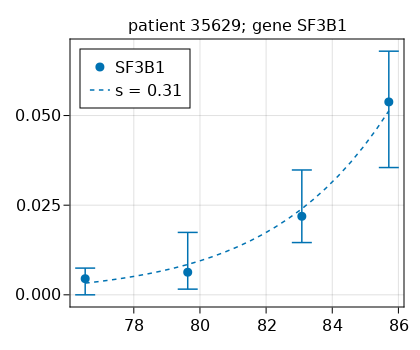 patient 35629; gene SF3B1
SF3B1
s = 0.31
0.050
0.025
0.000
78 80 82 84 86